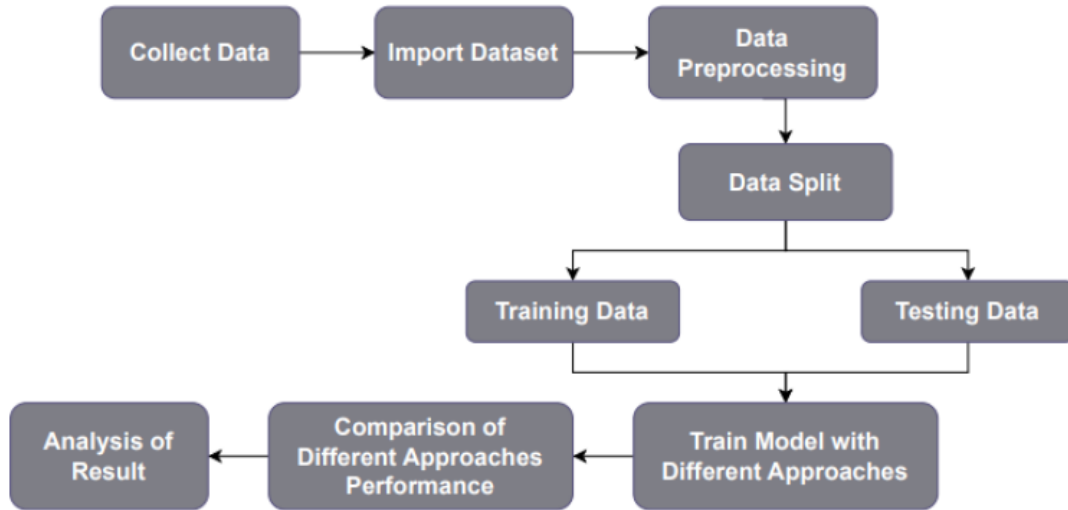 Collect Data
Import Dataset
Data
Preprocessing
Data Split
Training Data
Testing Data
Train Model with
Different Approaches
Comparison of
Different Approaches
Performance
Analysis of
Result